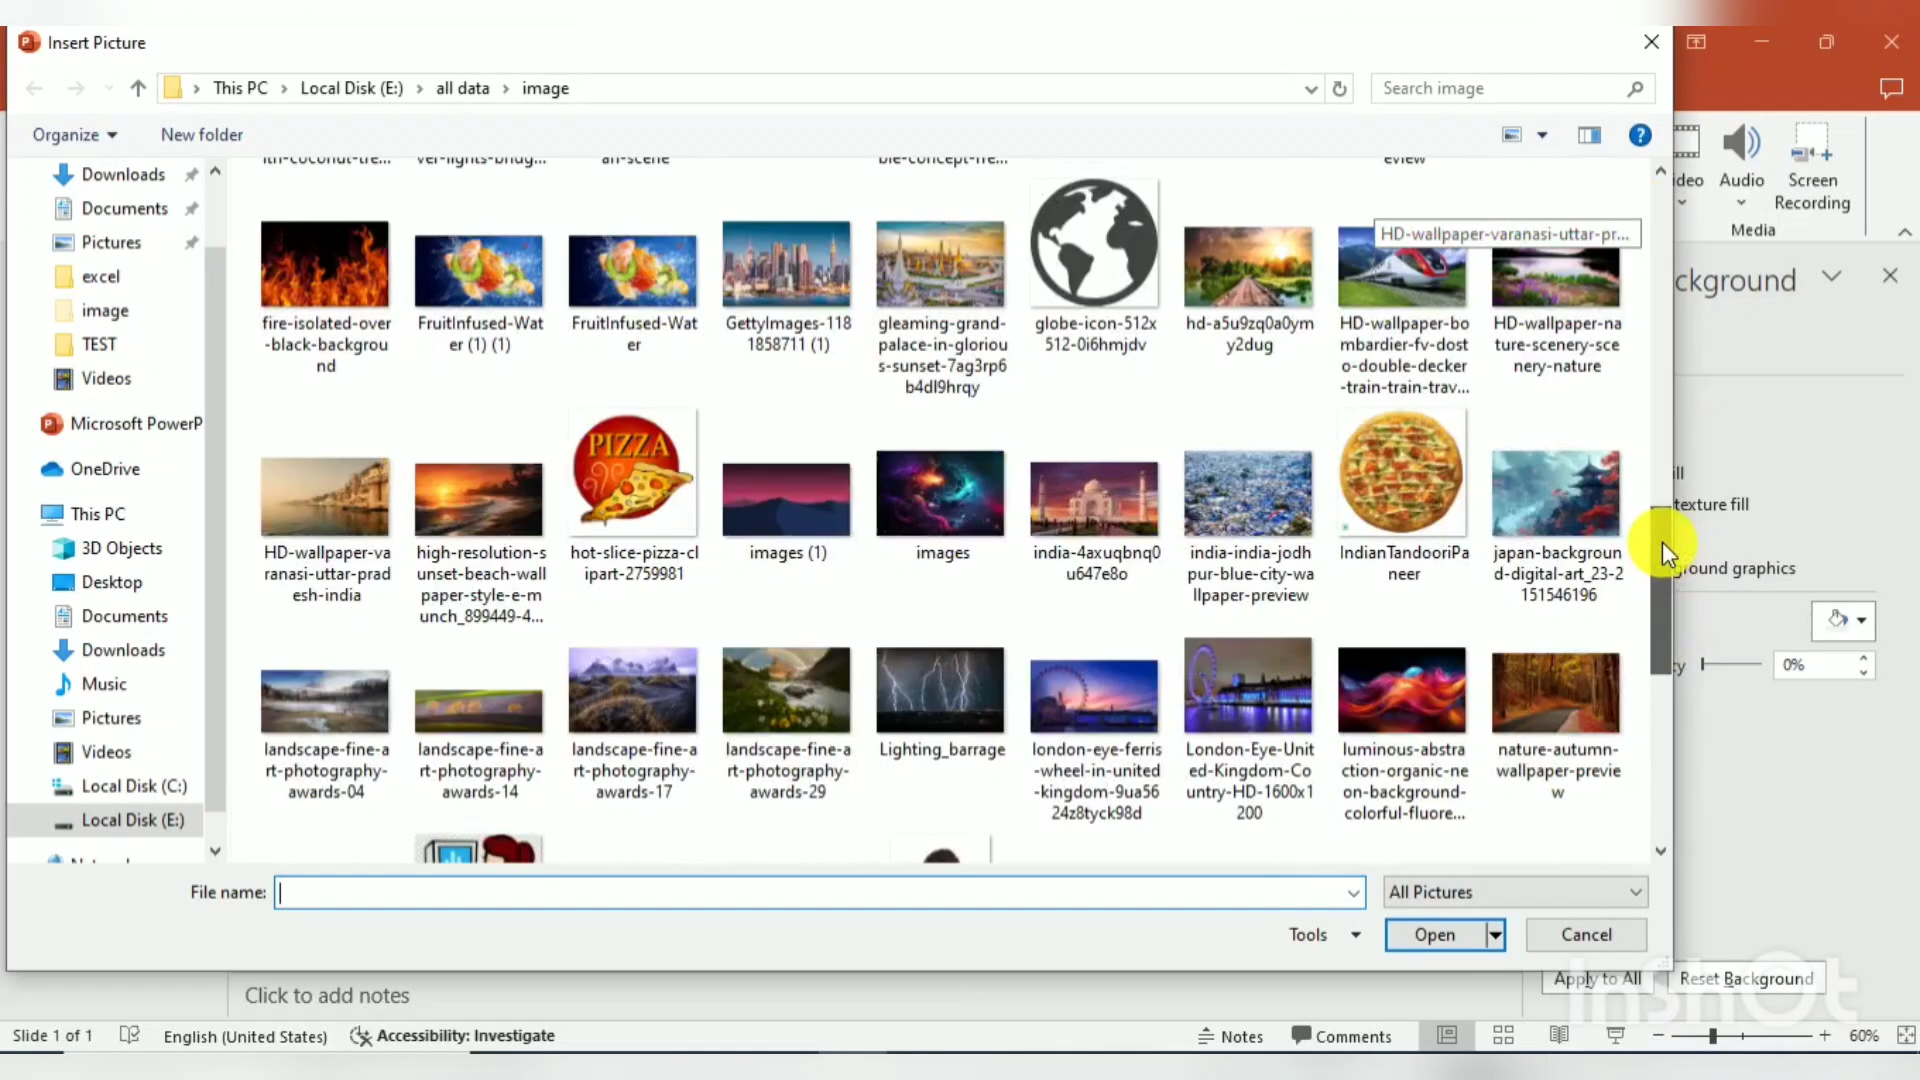 Insert Picture
This PC
Local Disk (E:)
all data
image
Search image
Organize
New folder
Downloads
Documents
Pictures
excel
image
TEST
Videos
Microsoft PowerP
OneDrive
This PC
3D Objects
Desktop
Documents
Downloads
Music
Pictures
Videos
Local Disk (C:)
Local Disk (E:)
fire-isolated-over
-black-backgroun
nd
FruitInfused-Wat
er (1) (1)
FruitInfused-Wat
er
GettyImages-118
1858711 (1)
gleaming-grand-
palace-in-gloriou
s-sunset-7ag3rp6
b4dl9hrqy
globe-icon-512x
512-0i6hmjdv
hd-a5u9zq0a0ym
y2dug
HD-wallpaper-bo
mbardier-fv-dost
o-double-decker
-train-train-trav...
HD-wallpaper-na
ture-scenery-sce
nery-nature
HD-wallpaper-varanasi-uttar-pr...
PIZZA
HD-wallpaper-va
ranasi-uttar-prad
esh-india
high-resolution-s
unset-beach-wall
paper-style-e-m
unch_899449-4...
hot-slice-pizza-cl
ipart-2759981
images (1)
images
india-4axuqbnq0
u647e8o
india-india-jodh
pur-blue-city-wa
llpaper-preview
IndianTandooriPa
neer
japan-backgroun
d-digital-art_23-2
151546196
landscape-fine-a
rt-photography-
awards-04
landscape-fine-a
rt-photography-
awards-14
landscape-fine-a
rt-photography-
awards-17
landscape-fine-a
rt-photography-
awards-29
Lighting_barrage
london-eye-ferris
-wheel-in-united
-kingdom-9ua56
24z8tyck98d
London-Eye-Unit
ed-Kingdom-Co
untry-HD-1600x1
200
luminous-abstra
ction-organic-ne
on-background-
colorful-fluore...
nature-autumn-
wallpaper-previe
w
File name:
All Pictures
Tools
Open
Cancel
deo
Audio
Screen
Recording
Media
ckground
ill
texture fill
ground graphics
cy
0%
Apply to All
Reset Background
InShOt
Click to add notes
Slide 1 of 1
English (United States)
Accessibility: Investigate
Notes
Comments
60%